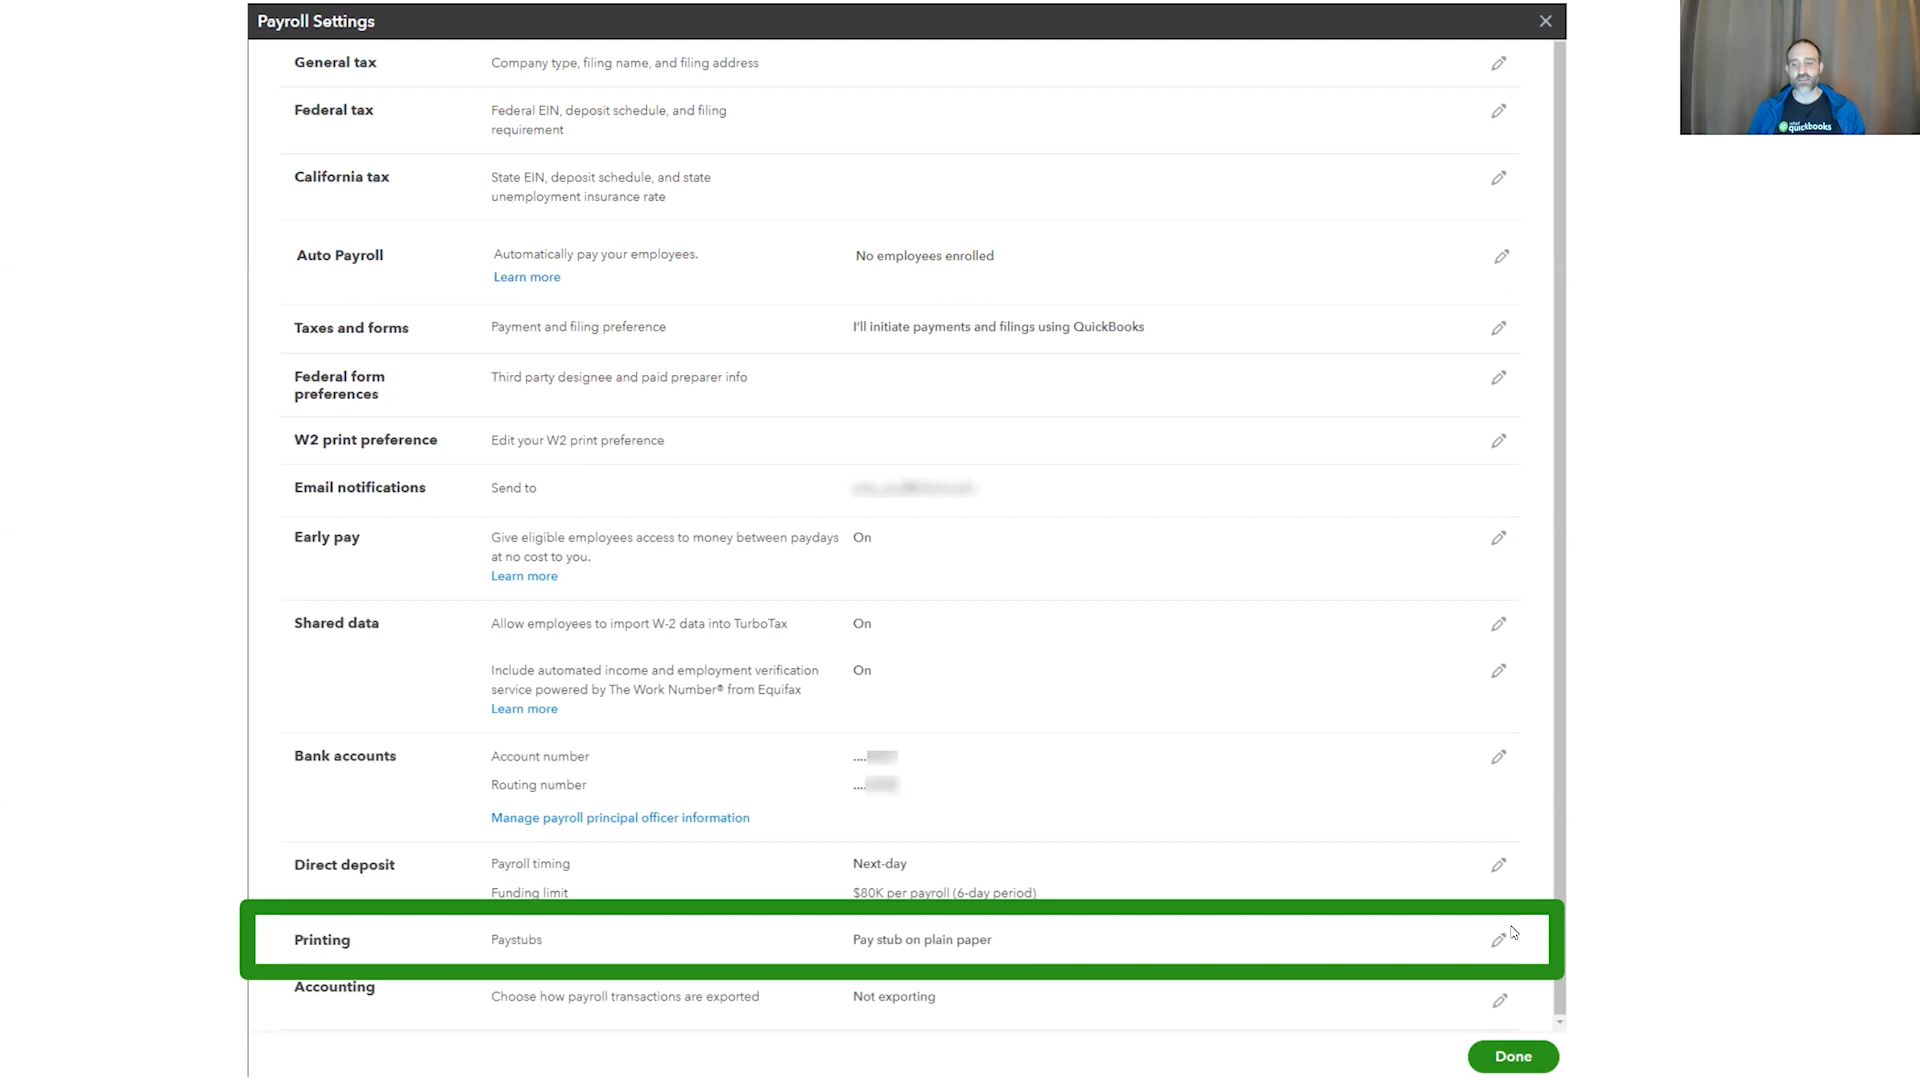 Payroll Settings
General tax
Company type, filing name, and filing address
Federal tax
Federal EIN, deposit schedule, and filing
requirement
California tax
State EIN, deposit schedule, and state
unemployment insurance rate
Auto Payroll
Automatically pay your employees.
Learn more
No employees enrolled
Taxes and forms
Payment and filing preference
I'll initiate payments and filings using QuickBooks
Federal form
preferences
Third party designee and paid preparer info
W2 print preference
Edit your W2 print preference
Email notifications
Send to
Early pay
Give eligible employees access to money between paydays
at no cost to you.
Learn more
On
Shared data
Allow employees to import W-2 data into TurboTax
On
Include automated income and employment verification
service powered by The Work Number® from Equifax
Learn more
On
Bank accounts
Account number
....
Routing number
....
Manage payroll principal officer information
Direct deposit
Payroll timing
Next-day
Funding limit
$80K per payroll (6-day period)
Printing
Paystubs
Pay stub on plain paper
Accounting
Choose how payroll transactions are exported
Not exporting
Done
quickbooks